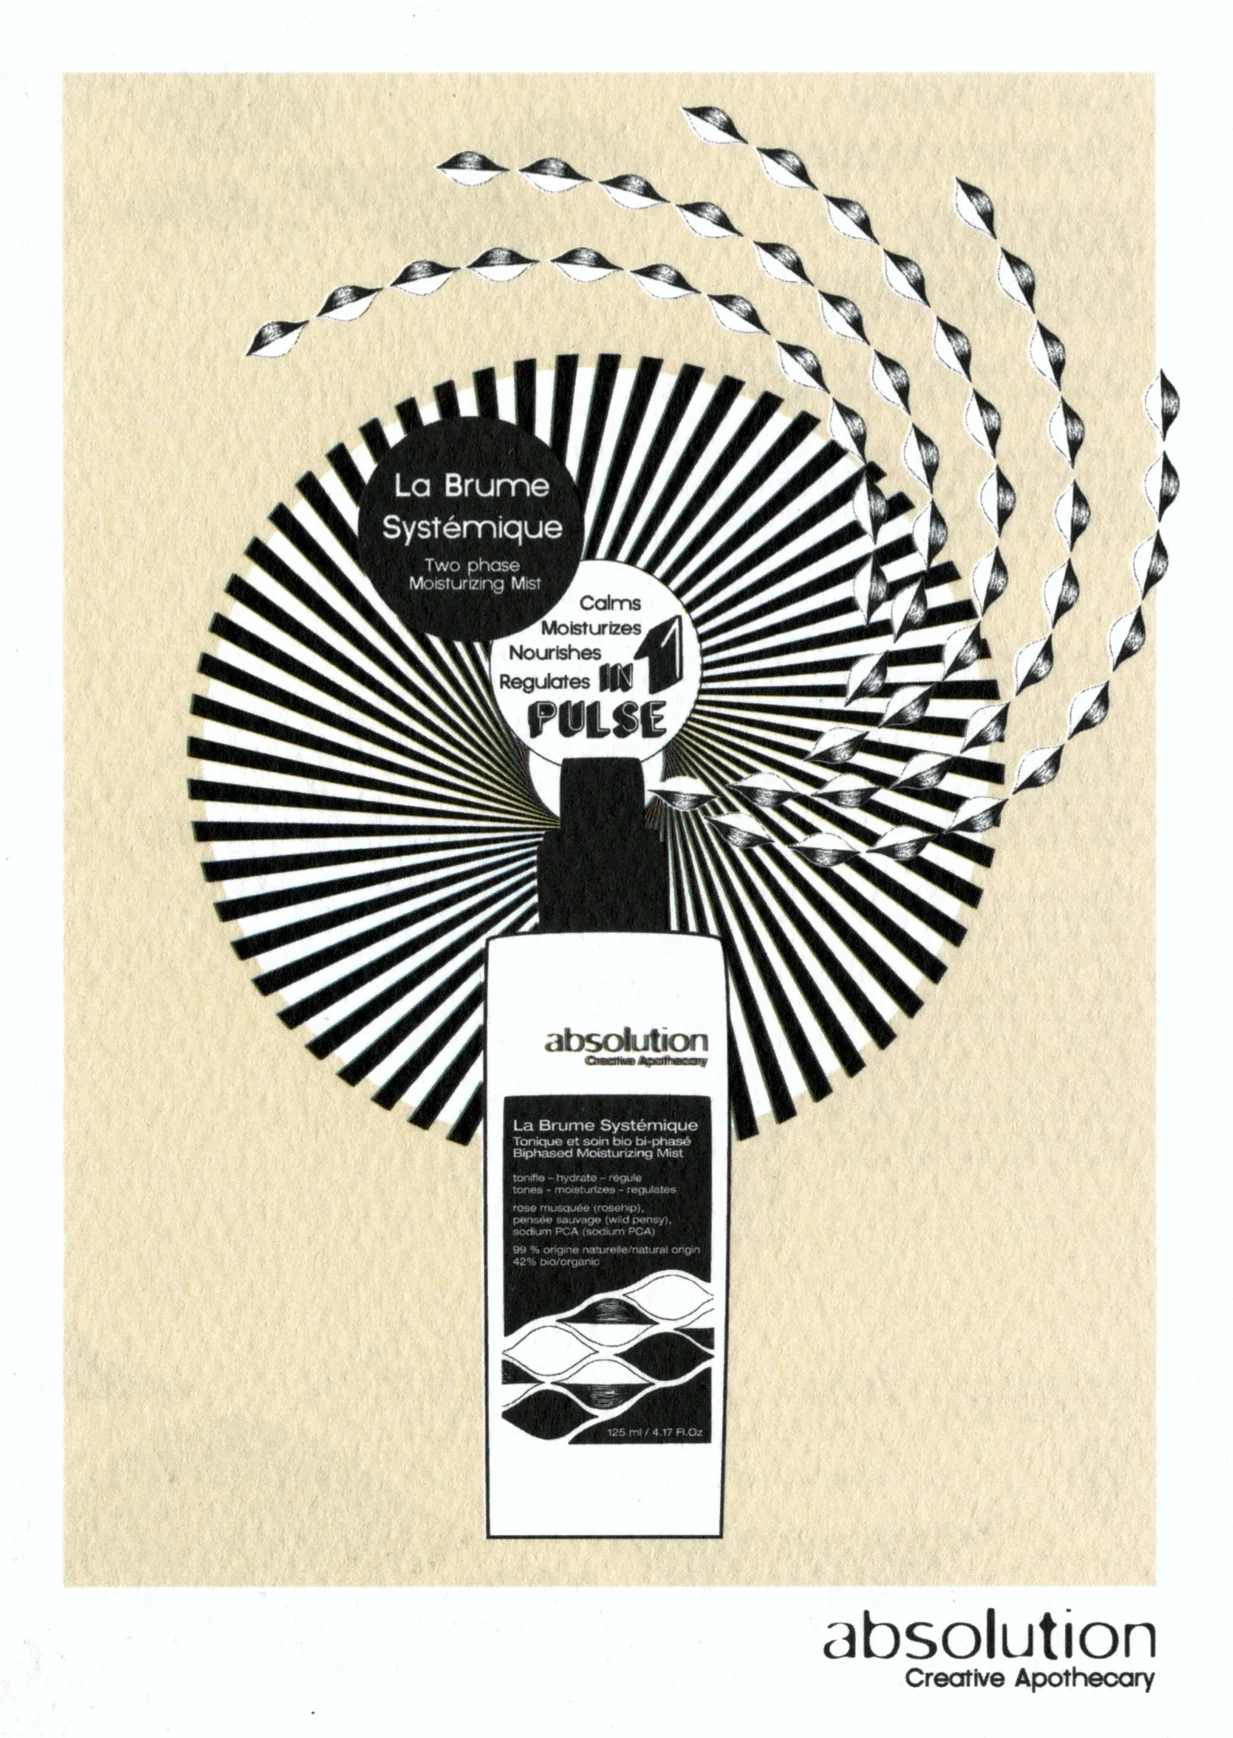 La Brume
Systémique
Two phase
Moisturizing Mist
Calms
Moisturizes
Nourishes
Regulates IN 1
PULSE
absolution
Creative Apothecary
La Brume Systémique
Tonique et soin bio bi-phasé
Biphased Moisturizing Mist
tonifie – hydrate – régule
tones - moisturizes - regulates
rose musquée (rosehip),
pensée sauvage (wild pensy),
sodium PCA (sodium PCA)
99 % origine naturelle/natural origin
42% bio/organic
125 ml / 4.17 Fl.Oz
absolution
Creative Apothecary